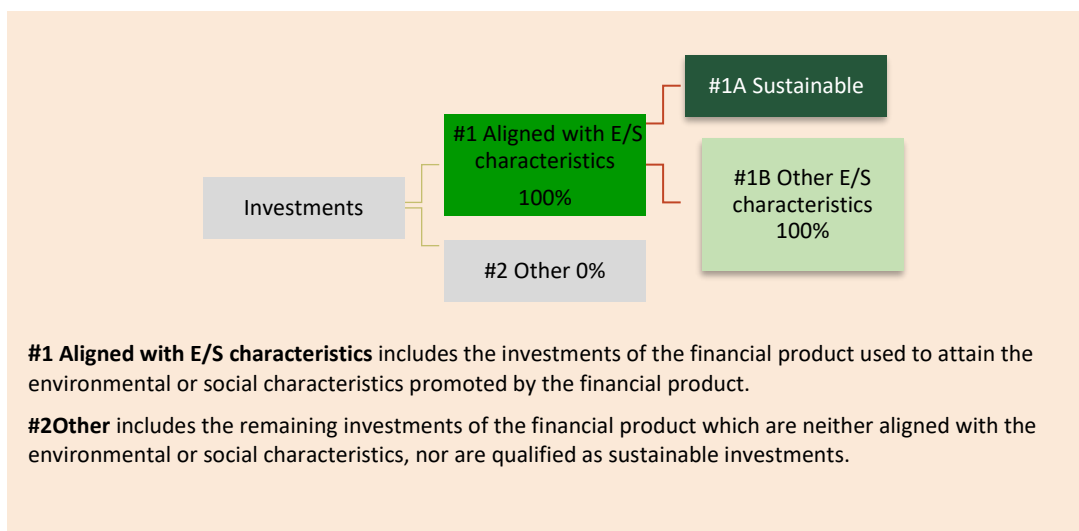 #1A Sustainable
#1 Aligned with E/S
characteristics
100%
#1B Other E/S
characteristics
100%
Investments
#2 Other 0%
#1 Aligned with E/S characteristics includes the investments of the financial product used to attain the
environmental or social characteristics promoted by the financial product.
#2Other includes the remaining investments of the financial product which are neither aligned with the
environmental or social characteristics, nor are qualified as sustainable investments.